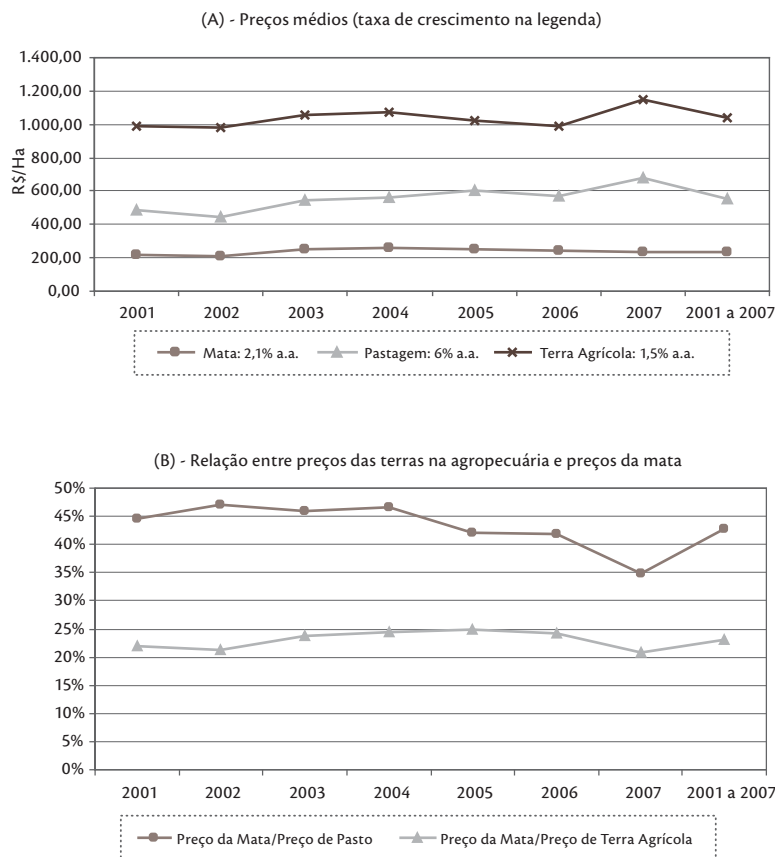 (A) - Preços médios (taxa de crescimento na legenda)
R$/Ha
1.400,00
1.200,00
1.000,00
800,00
600,00
400,00
200,00
0,00
2001 2002 2003 2004 2005 2006 2007 2001 a 2007
Mata: 2,1% a.a. Pastagem: 6% a.a. Terra Agrícola: 1,5% a.a.
(B) - Relação entre preços das terras na agropecuária e preços da mata
50%
45%
40%
35%
30%
25%
20%
15%
10%
5%
0%
2001 2002 2003 2004 2005 2006 2007 2001 a 2007
Preço da Mata/Preço de Pasto Preço da Mata/Preço de Terra Agrícola